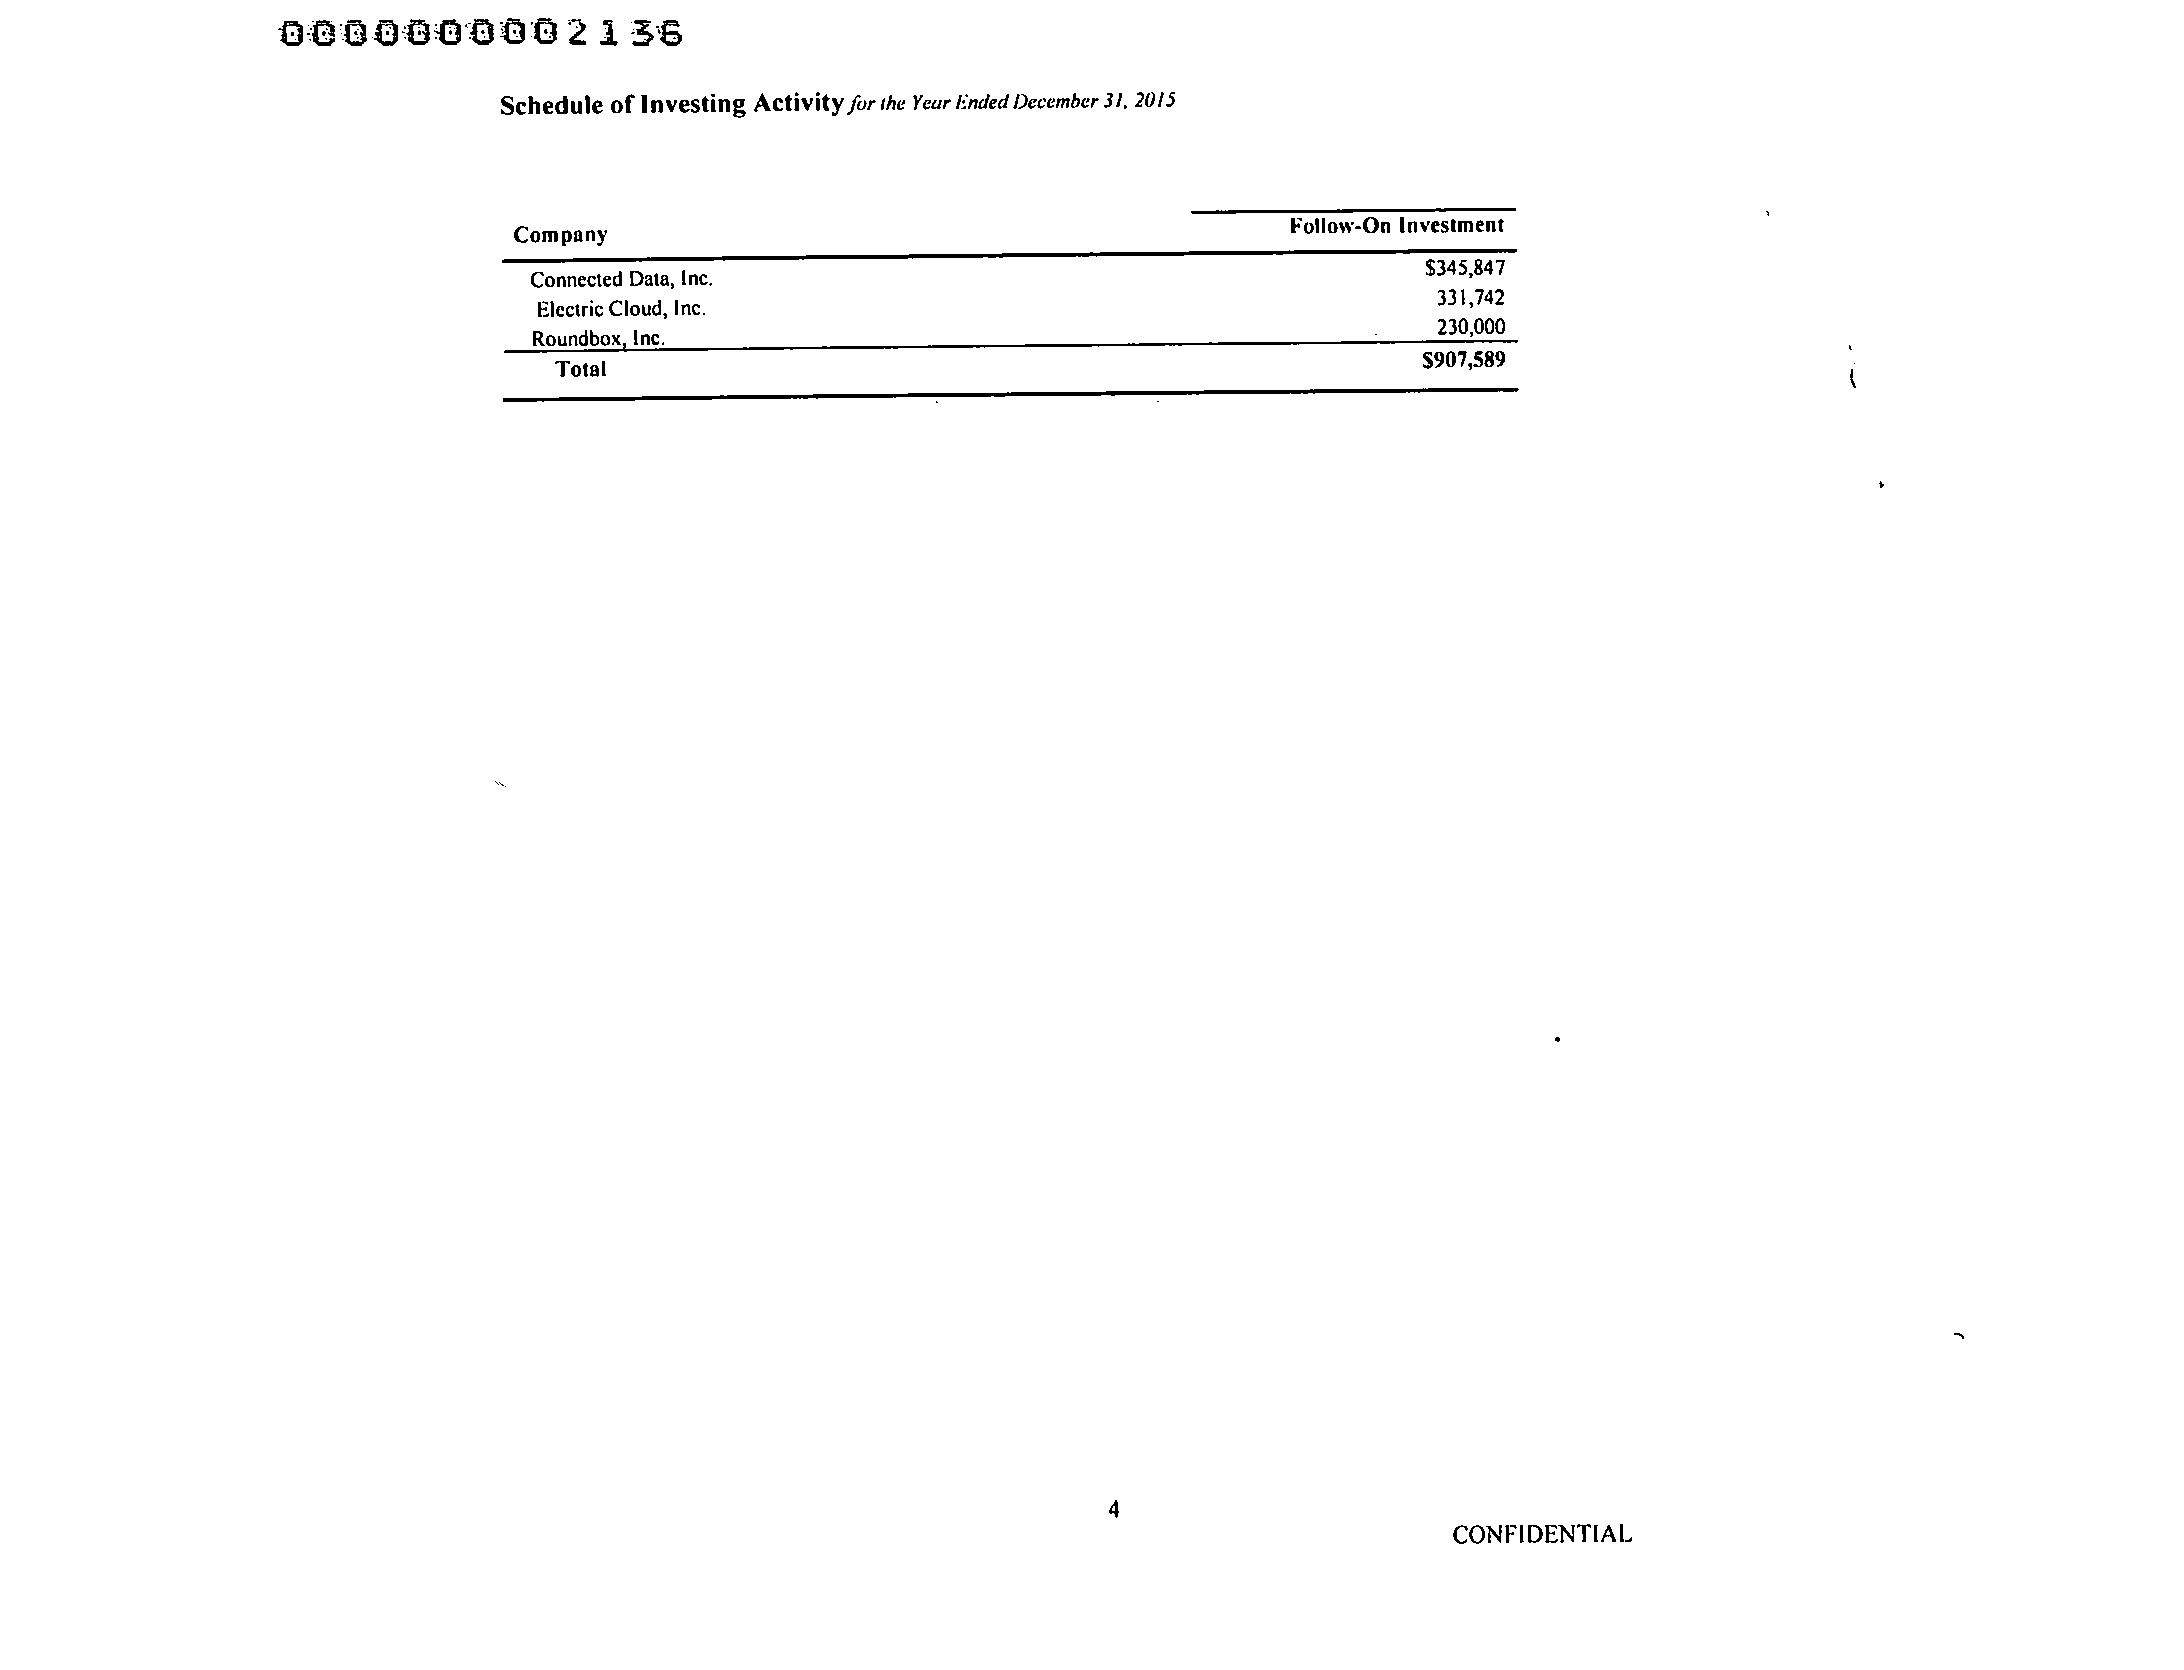 0000000002136
Schedule of Investing Activity for the Year Ended December 31, 2015
Follow-On Investment
Company
Connected Data, Inc. $345,847
Electric Cloud, Inc. 331,742
Roundbox, Inc. 230,000
Total $907,589
4
CONFIDENTIAL